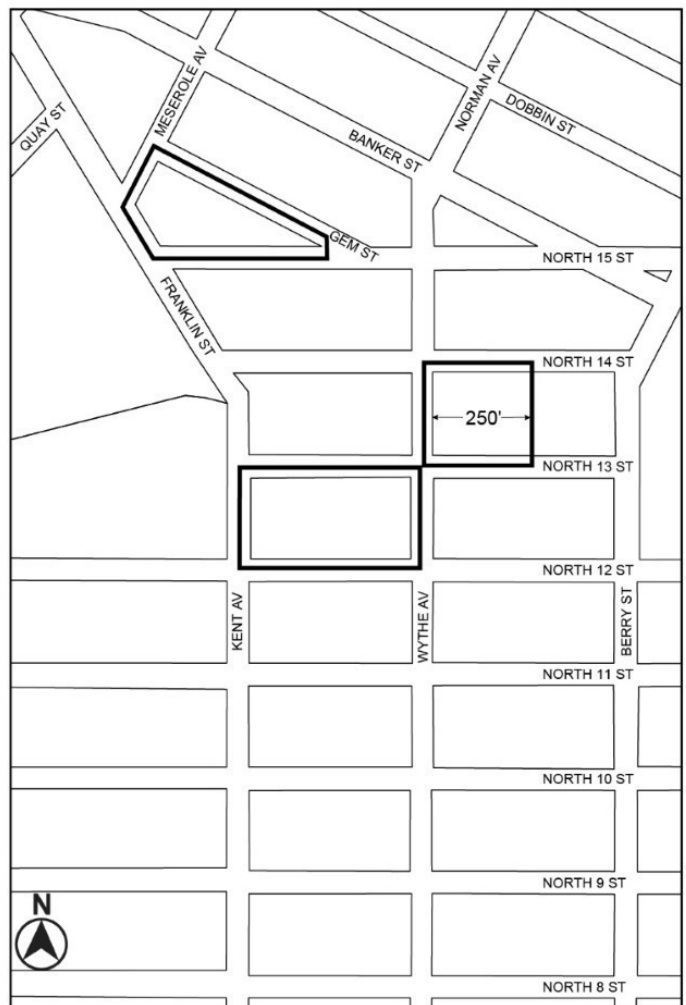 MESEROLE AV
NORMAN AV
DOBBIN ST
QUAY ST
BANKER ST
GEM ST
NORTH 15 ST
FRANKLIN ST
NORTH 14 ST
250'
NORTH 13 ST
NORTH 12 ST
KENT AV
WYTHE AV
BERRY ST
NORTH 11 ST
NORTH 10 ST
NORTH 9 ST
N
NORTH 8 ST